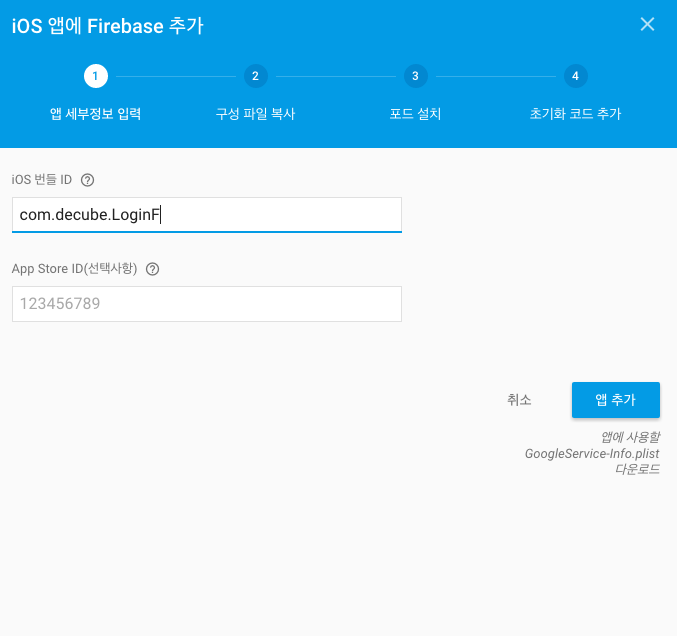 iOS 앱에 Firebase 추가
1 2 3 4
앱 세부정보 입력 구성 파일 복사 포드 설치 초기화 코드 추가
iOS 번들 ID ?
com.decube.LoginF
App Store ID(선택사항) ?
123456789
취소 앱 추가
앱에 사용할
GoogleService-Info.plist
다운로드